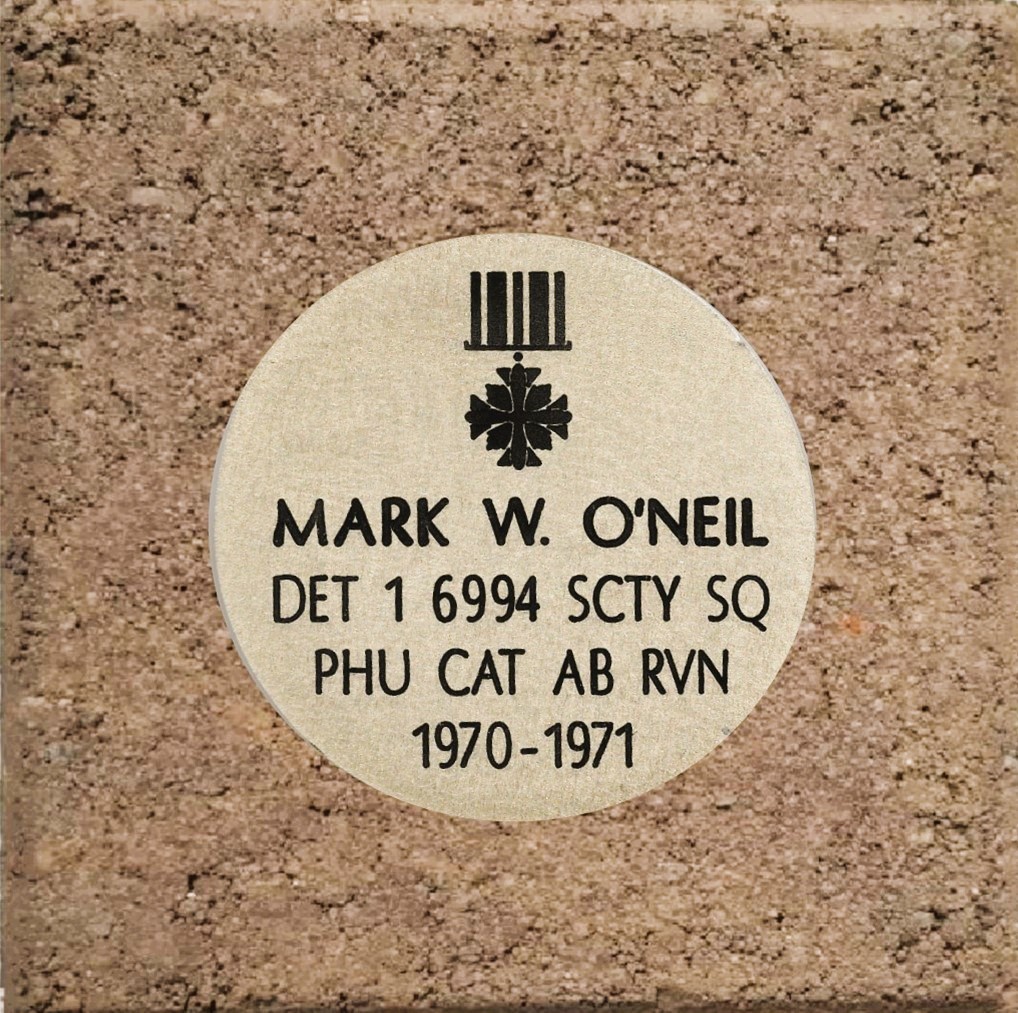 MARK W. O'NEIL
DET 1 6994 SCTY SQ
PHU CAT AB RVN
1970-1971